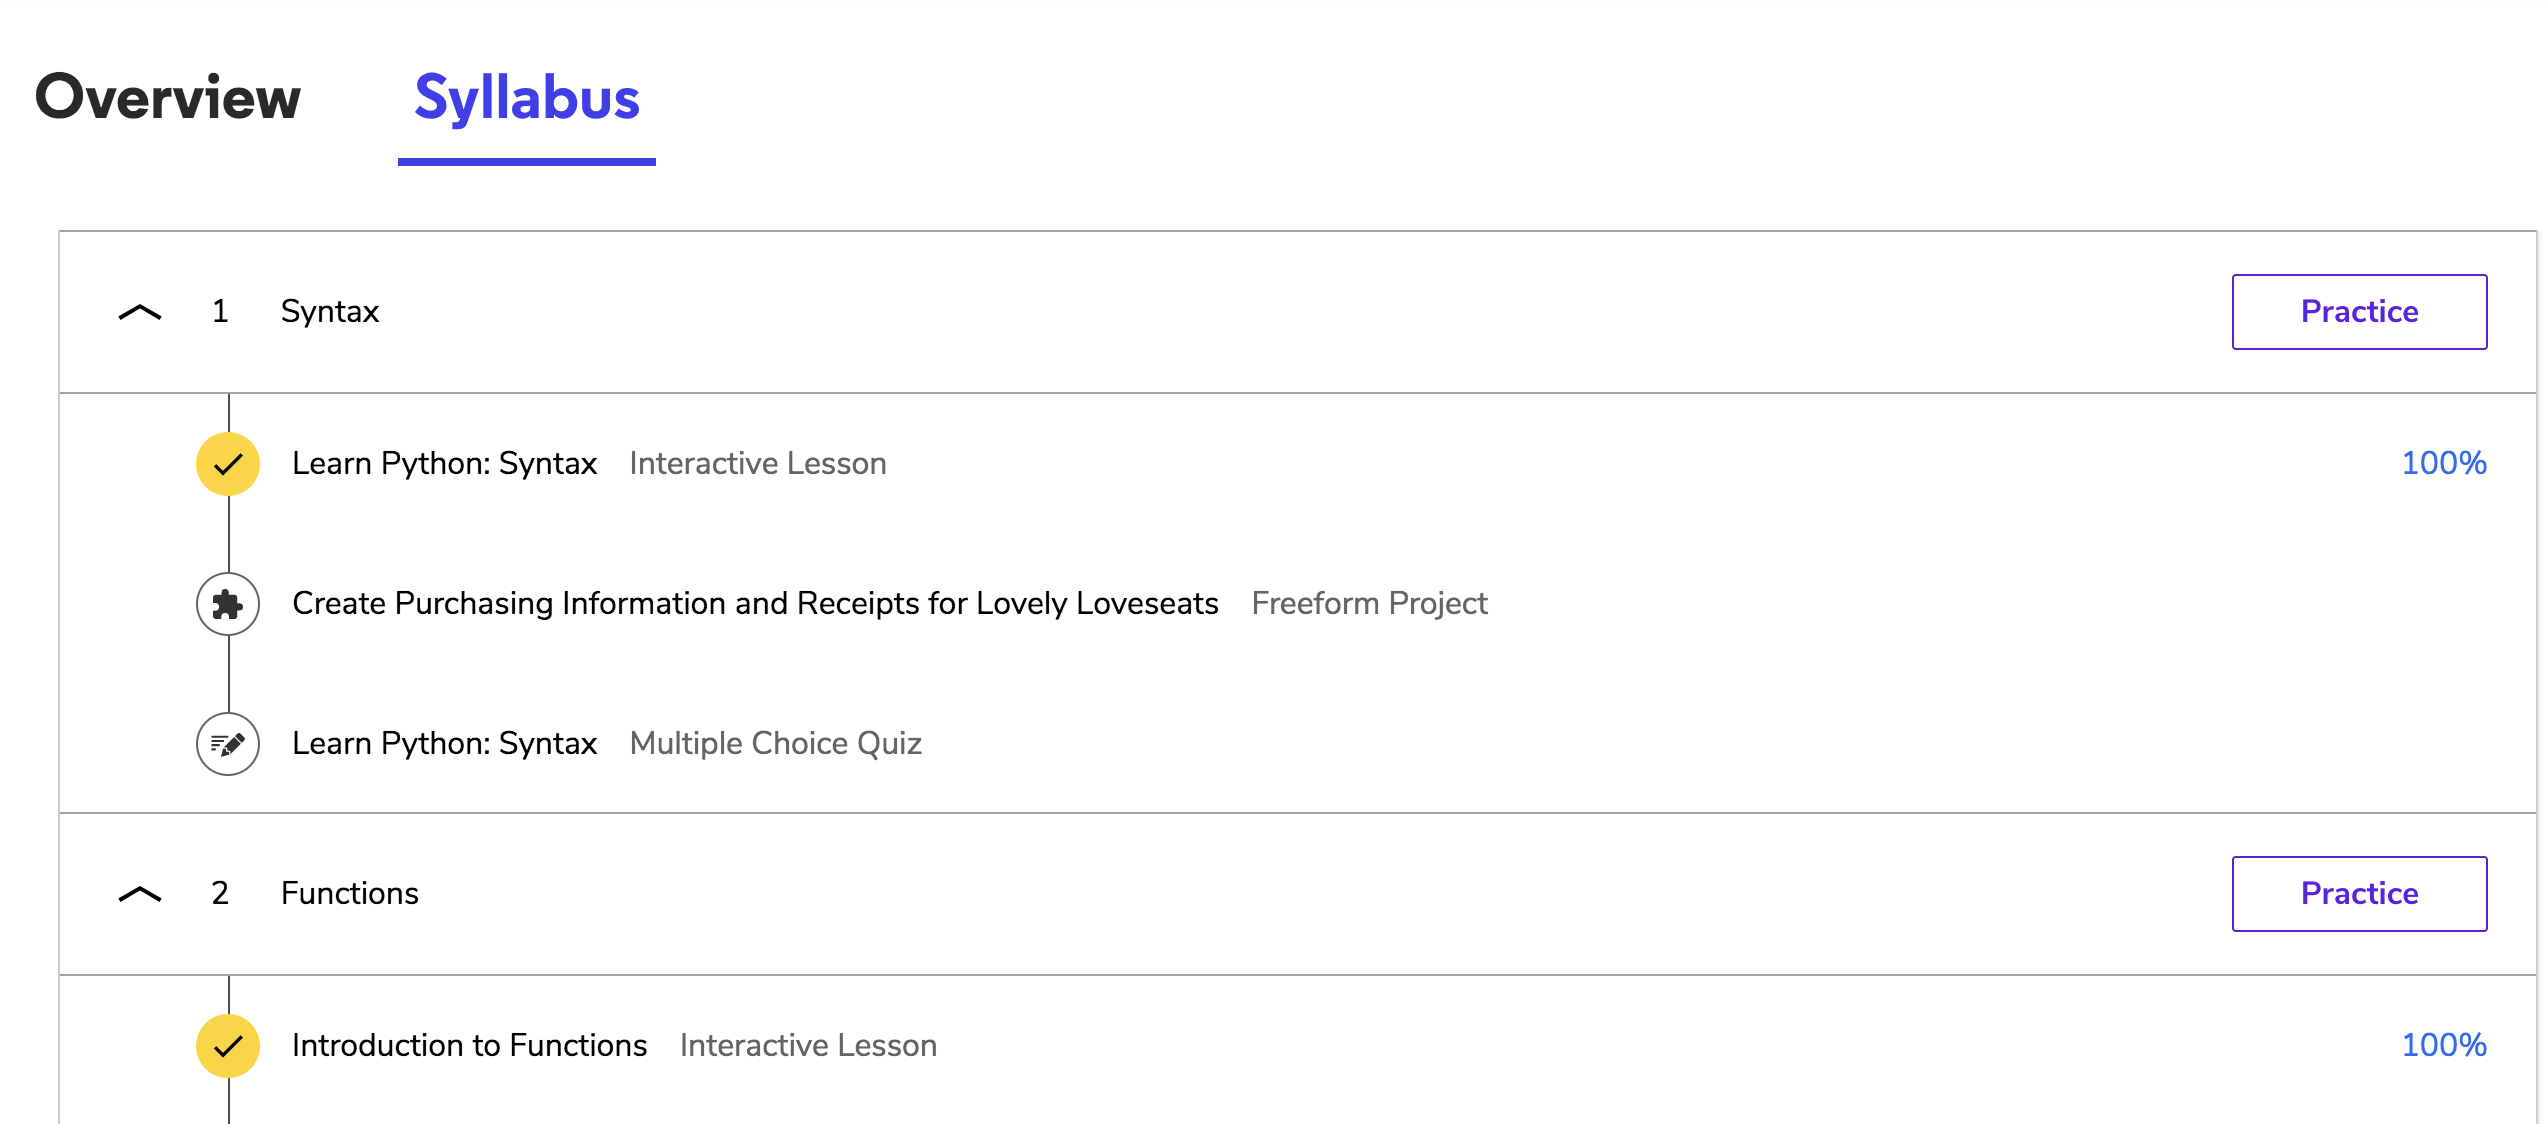 Overview Syllabus
1 Syntax Practice
Learn Python: Syntax Interactive Lesson 100%
Create Purchasing Information and Receipts for Lovely Loveseats Freeform Project
Learn Python: Syntax Multiple Choice Quiz
2 Functions Practice
Introduction to Functions Interactive Lesson 100%